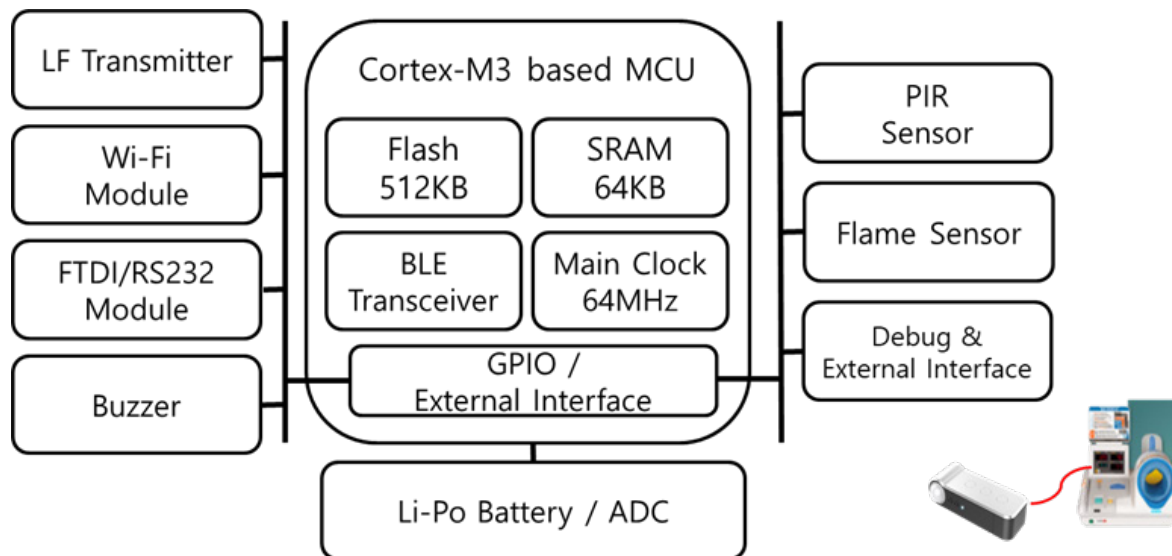 LF Transmitter
Wi-Fi
Module
FTDI/RS232
Module
Buzzer
Cortex-M3 based MCU
Flash
512KB
SRAM
64KB
BLE
Transceiver
Main Clock
64MHz
GPIO /
External Interface
Li-Po Battery / ADC
PIR
Sensor
Flame Sensor
Debug &
External Interface